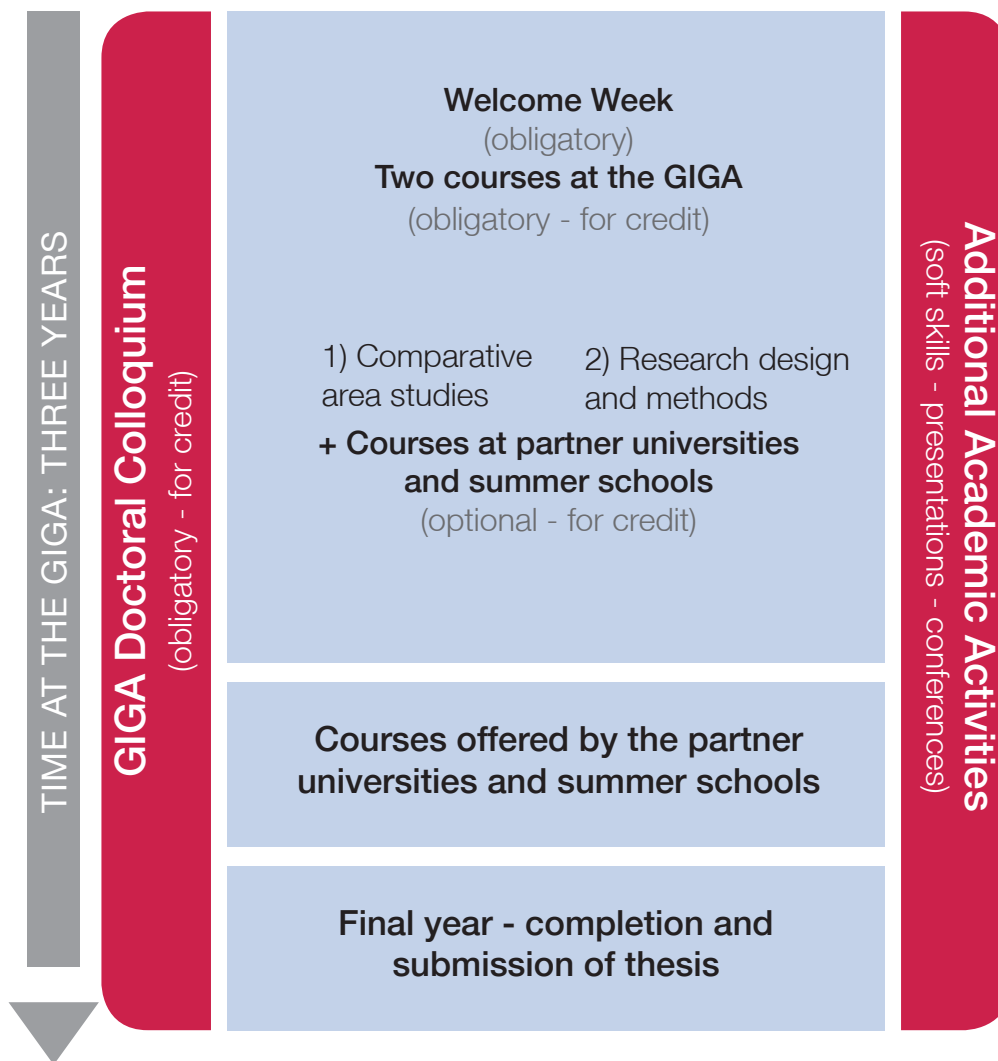 TIME AT THE GIGA: THREE YEARS
GIGA Doctoral Colloquium
(obligatory - for credit)
Welcome Week
(obligatory)
Two courses at the GIGA
(obligatory - for credit)
1) Comparative
area studies
2) Research design
and methods
+ Courses at partner universities
and summer schools
(optional - for credit)
Courses offered by the partner
universities and summer schools
Final year - completion and
submission of thesis
Additional Academic Activities
(soft skills - presentations - conferences)